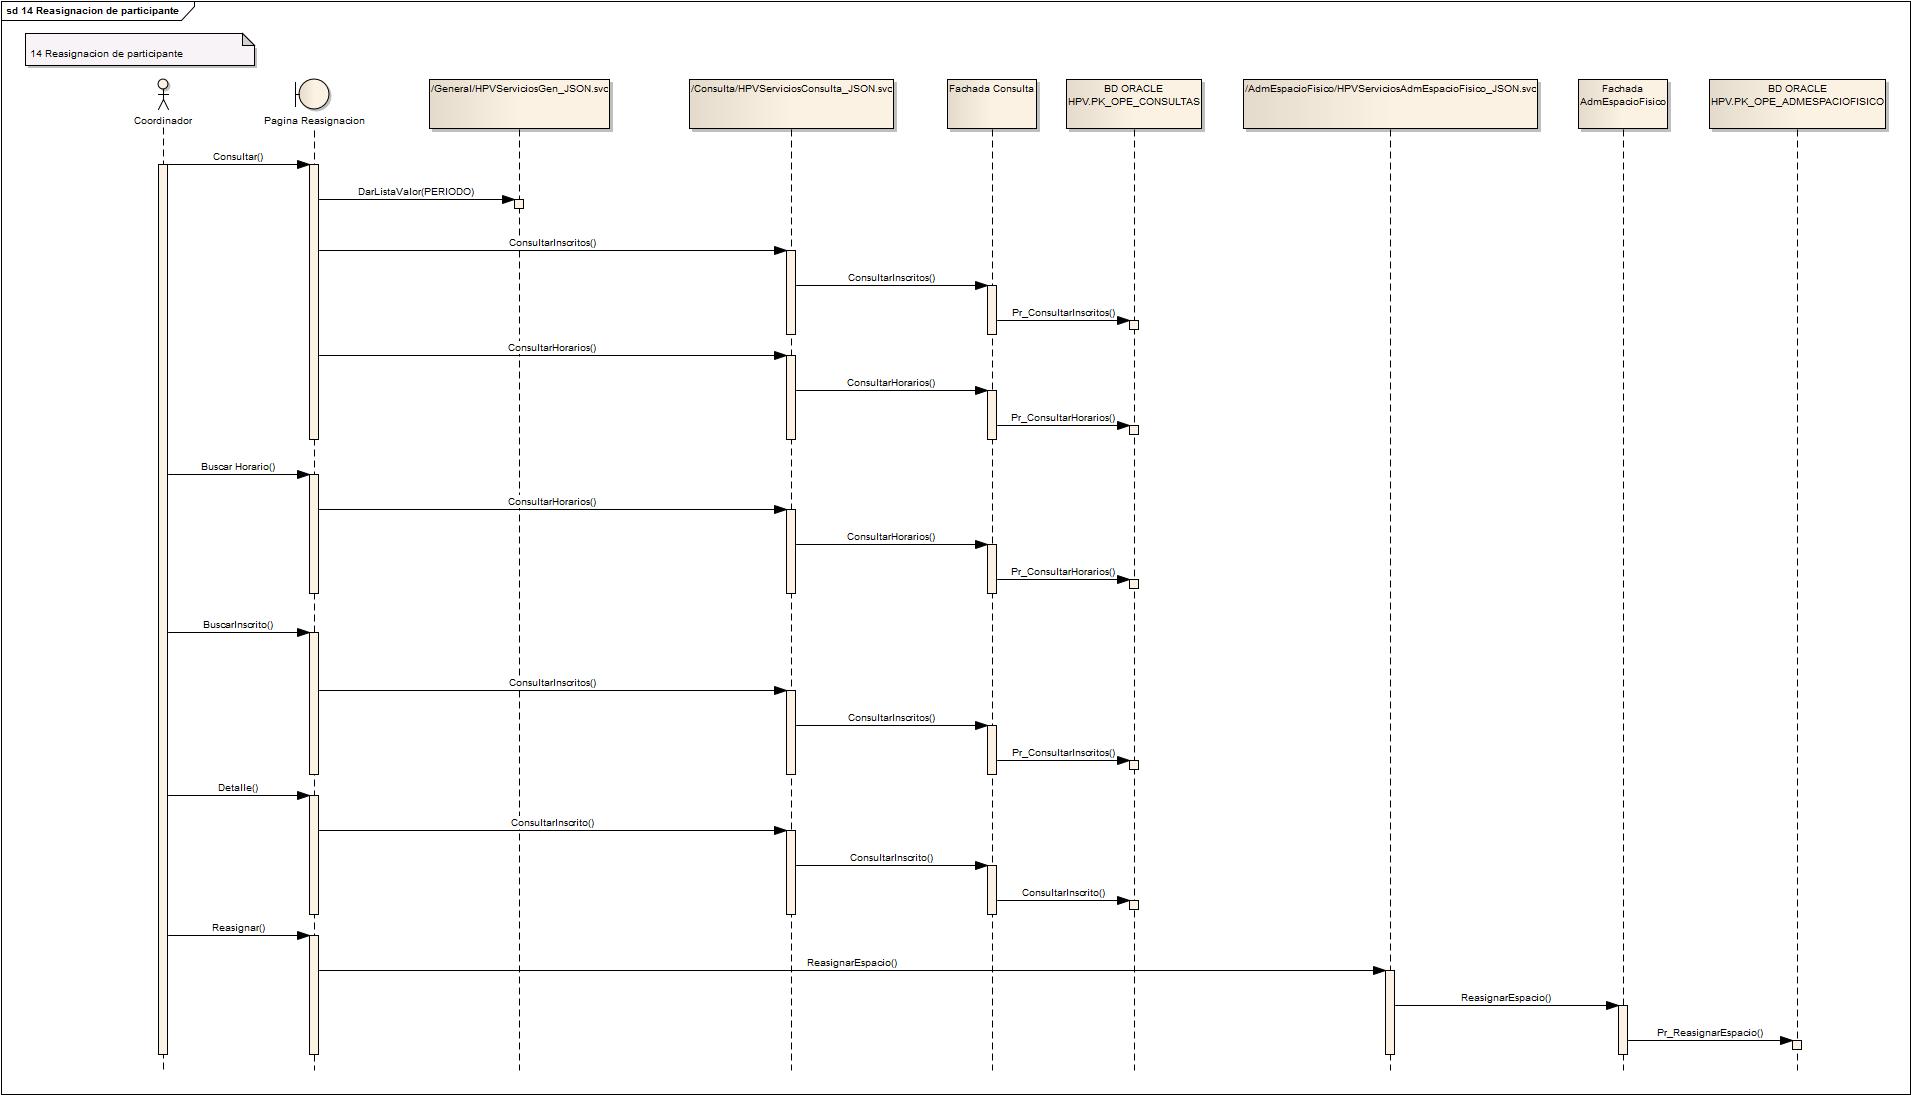 sd 14 Reasignacion de participante
14 Reasignacion de participante
Coordinador
Pagina Reasignacion
/General/HPVServiciosGen_JSON.svc
/Consulta/HPVServiciosConsulta_JSON.svc
Fachada Consulta
BD ORACLE
HPV.PK_OPE_CONSULTAS
/AdmEspacioFisico/HPVServiciosAdmEspacioFisico_JSON.svc
Fachada
AdmEspacioFisico
BD ORACLE
HPV.PK_OPE_ADMESPACIOFISICO
Consultar()
DarListaValor(PERIODO)
ConsultarInscritos()
ConsultarInscritos()
Pr_ConsultarInscritos()
ConsultarHorarios()
ConsultarHorarios()
Pr_ConsultarHorarios()
Buscar Horario()
ConsultarHorarios()
ConsultarHorarios()
Pr_ConsultarHorarios()
BuscarInscrito()
ConsultarInscritos()
ConsultarInscritos()
Pr_ConsultarInscritos()
Detalle()
ConsultarInscrito()
ConsultarInscrito()
ConsultarInscrito()
Reasignar()
ReasignarEspacio()
ReasignarEspacio()
Pr_ReasignarEspacio()